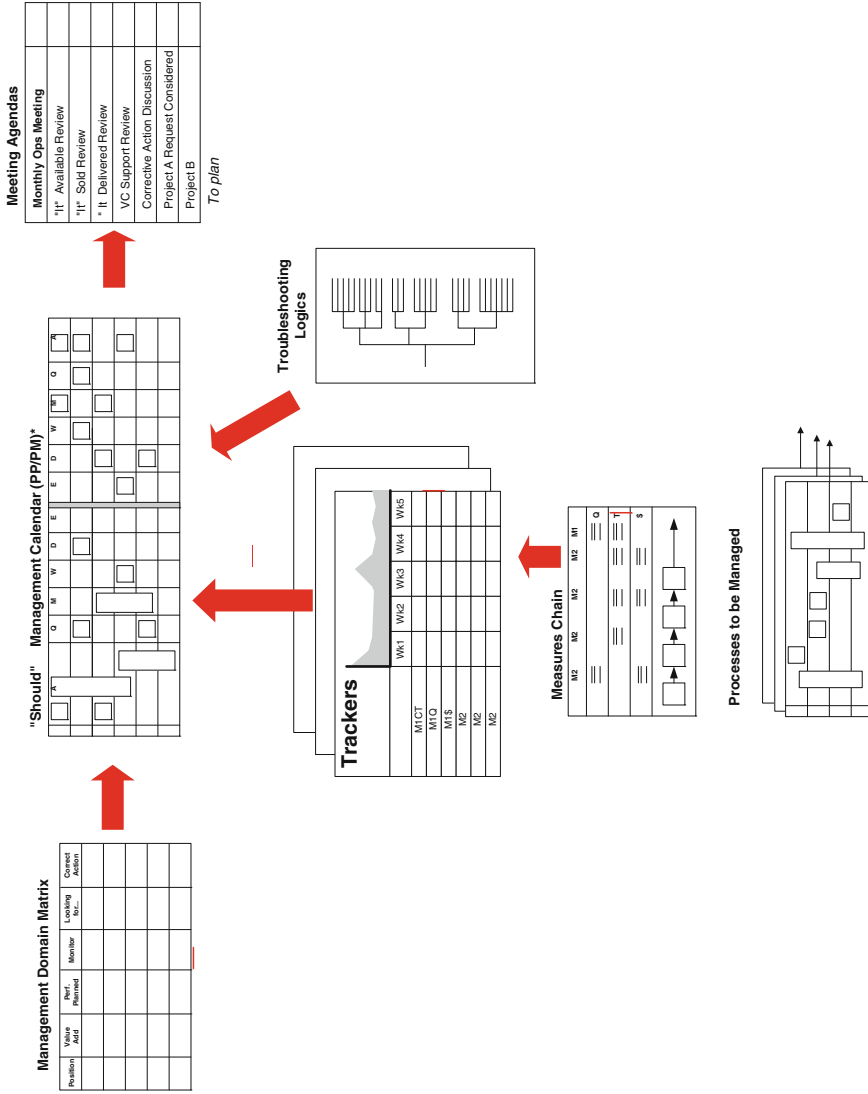 Management Domain Matrix
Position
Value
Add
Perf.
Planned
Monitor
Looking
for...
Correct
Action
"Should" Management Calendar (PP/PM)*
A Q M W D E E D W M Q A
Meeting Agendas
Monthly Ops Meeting
"It" Available Review
"It" Sold Review
" It Delivered Review
VC Support Review
Corrective Action Discussion
Project A Request Considered
Project B
To plan
Trackers
Wk1 Wk2 Wk3 Wk4 Wk5
M1CT
M1Q
M1$
M2
M2
M2
Troubleshooting
Logics
Measures Chain
M2 M2 M2 M2 M1
Q
T
$
Processes to be Managed